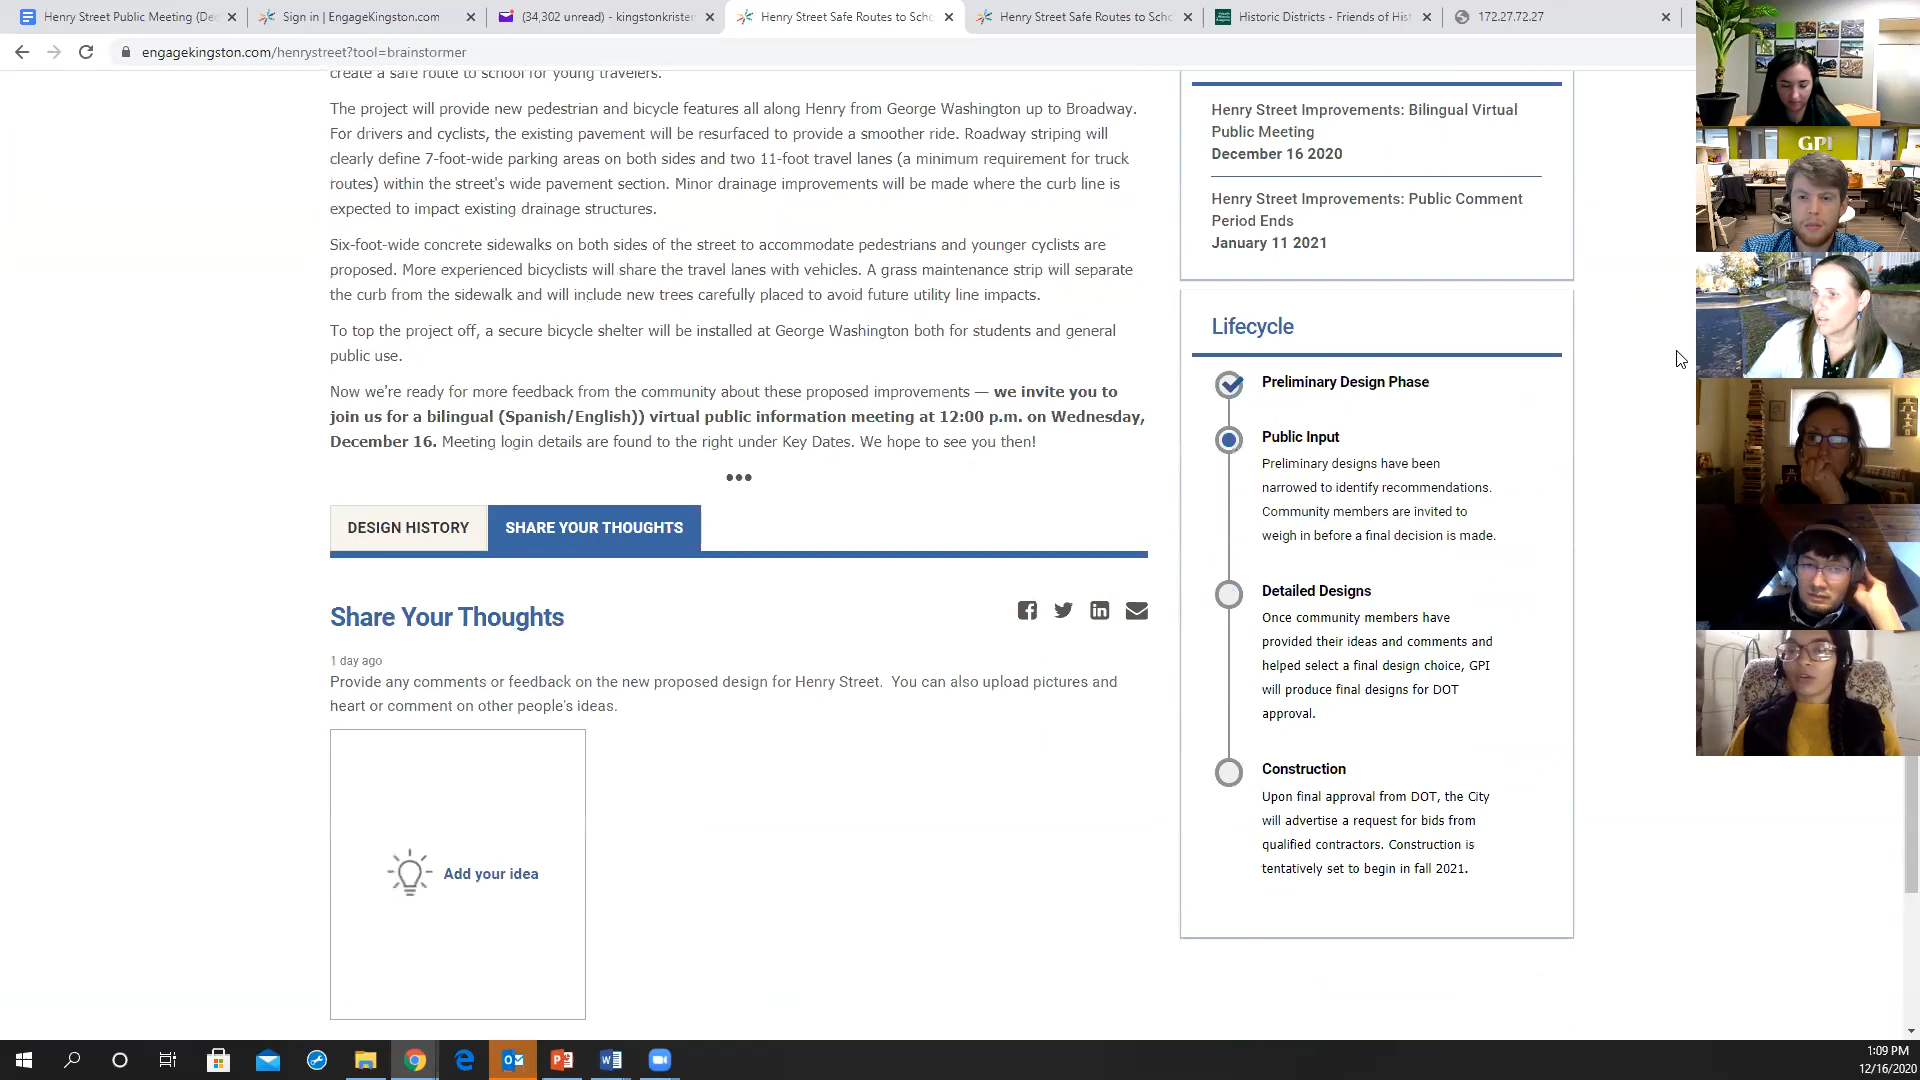 Henry Street Public Meeting (Dec
Sign in | EngageKingston.com
(34,302 unread) - kingstonkristen
Henry Street Safe Routes to Scho
Henry Street Safe Routes to Scho
Historic Districts - Friends of Hist
172.27.72.27
engagekingston.com/henrystreet?tool=brainstormer
create a safe route to school for young travelers.
The project will provide new pedestrian and bicycle features all along Henry from George Washington up to Broadway.
For drivers and cyclists, the existing pavement will be resurfaced to provide a smoother ride. Roadway striping will
clearly define 7-foot-wide parking areas on both sides and two 11-foot travel lanes (a minimum requirement for truck
routes) within the street's wide pavement section. Minor drainage improvements will be made where the curb line is
expected to impact existing drainage structures.
Six-foot-wide concrete sidewalks on both sides of the street to accommodate pedestrians and younger cyclists are
proposed. More experienced bicyclists will share the travel lanes with vehicles. A grass maintenance strip will separate
the curb from the sidewalk and will include new trees carefully placed to avoid future utility line impacts.
To top the project off, a secure bicycle shelter will be installed at George Washington both for students and general
public use.
Now we're ready for more feedback from the community about these proposed improvements — we invite you to
join us for a bilingual (Spanish/English)) virtual public information meeting at 12:00 p.m. on Wednesday,
December 16. Meeting login details are found to the right under Key Dates. We hope to see you then!
DESIGN HISTORY
SHARE YOUR THOUGHTS
Share Your Thoughts
1 day ago
Provide any comments or feedback on the new proposed design for Henry Street.  You can also upload pictures and
heart or comment on other people's ideas.
Add your idea
Henry Street Improvements: Bilingual Virtual
Public Meeting
December 16 2020
Henry Street Improvements: Public Comment
Period Ends
January 11 2021
Lifecycle
Preliminary Design Phase
Public Input
Preliminary designs have been
narrowed to identify recommendations.
Community members are invited to
weigh in before a final decision is made.
Detailed Designs
Once community members have
provided their ideas and comments and
helped select a final design choice, GPI
will produce final designs for DOT
approval.
Construction
Upon final approval from DOT, the City
will advertise a request for bids from
qualified contractors. Construction is
tentatively set to begin in fall 2021.
GPI
1:09 PM
12/16/2020